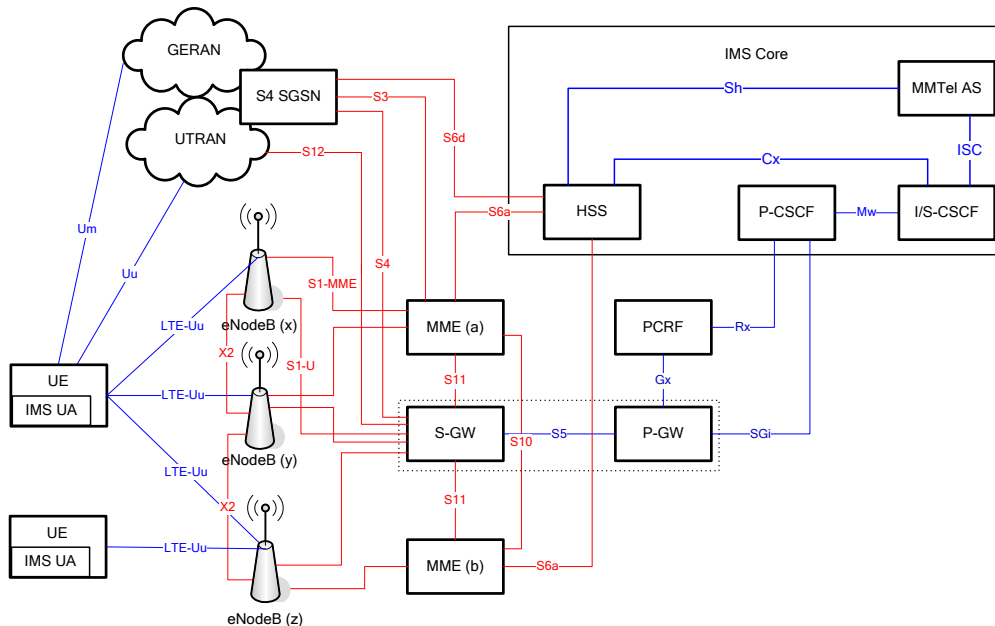 GERAN
IMS Core
S4 SGSN
S3
Sh
MMTel AS
UTRAN
S6d
S12
Cx
ISC
S6a
HSS
P-CSCF
Mw
I/S-CSCF
Um
Uu
S4
S1-MME
LTE-Uu
eNodeB (x)
MME (a)
PCRF
Rx
X2
UE
S1-U
S11
Gx
IMS UA
LTE-Uu
S-GW
S5
P-GW
SGi
S10
eNodeB (y)
LTE-Uu
X2
S11
UE
LTE-Uu
IMS UA
MME (b)
S6a
eNodeB (z)